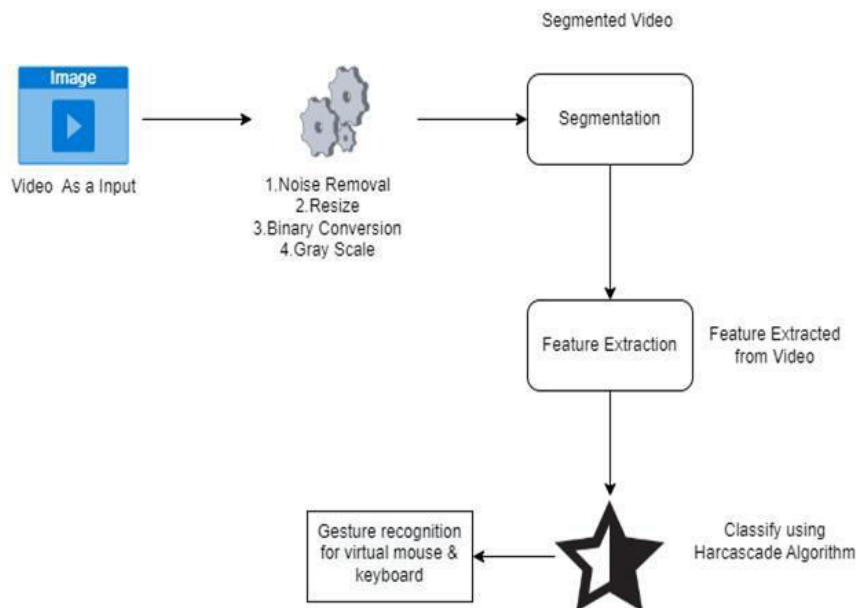 Segmented Video
Image
Video As a Input
1.Noise Removal
2.Resize
3.Binary Conversion
4.Gray Scale
Segmentation
Feature Extraction
Feature Extracted
from Video
Classify using
Harcascade Algorithm
Gesture recognition
for virtual mouse &
keyboard